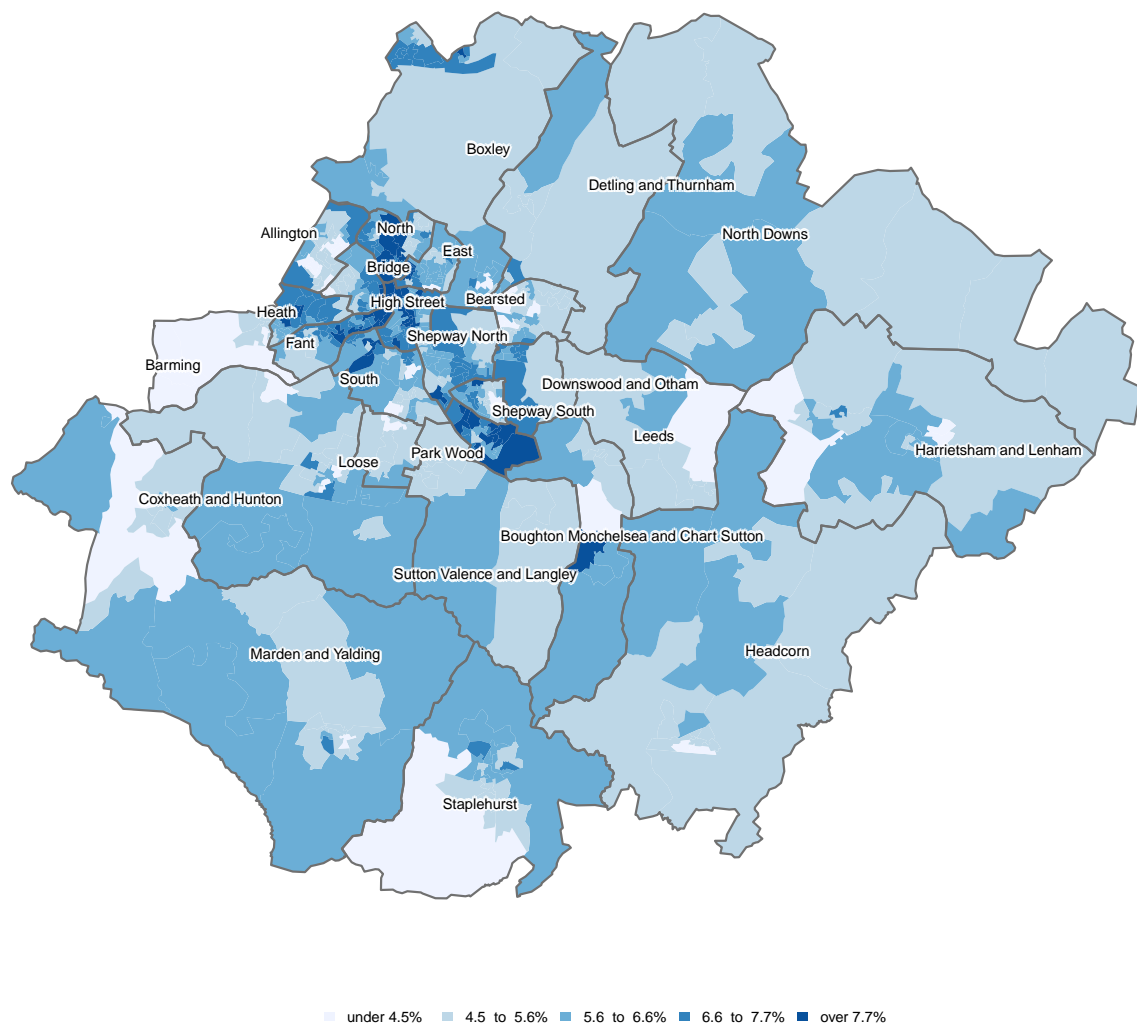 Boxley
Detling and Thurnham
North Downs
Allington
North
East
Bridge
High Street
Bearsted
Heath
Shepway North
Fant
Barming
South
Downswood and Otham
Shepway South
Leeds
Park Wood
Loose
Harrietsham and Lenham
Coxheath and Hunton
Boughton Monchelsea and Chart Sutton
Sutton Valence and Langley
Marden and Yalding
Headcorn
Staplehurst
under 4.5% 4.5 to 5.6% 5.6 to 6.6% 6.6 to 7.7% over 7.7%